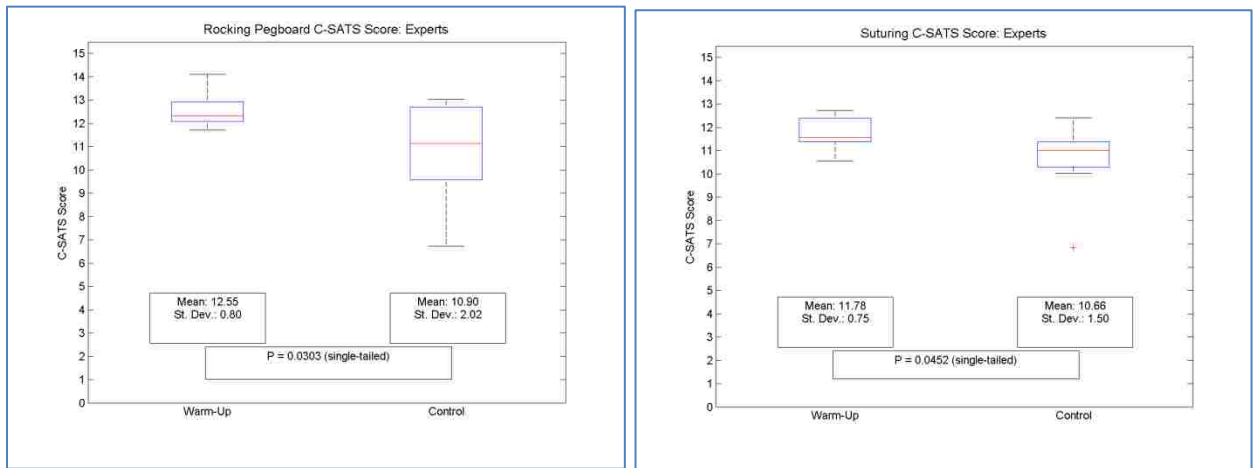 Rocking Pegboard C-SATS Score: Experts
15
14
13
12
11
10
9
8
7
6
5
4
3
2
1
0
C-SATS Score
Mean: 12.55
St. Dev.: 0.80
Mean: 10.90
St. Dev.: 2.02
P = 0.0303 (single-tailed)
Warm-Up
Control
Suturing C-SATS Score: Experts
15
14
13
12
11
10
9
8
7
6
5
4
3
2
1
0
C-SATS Score
Mean: 11.78
St. Dev.: 0.75
Mean: 10.66
St. Dev.: 1.50
P = 0.0452 (single-tailed)
Warm-Up
Control